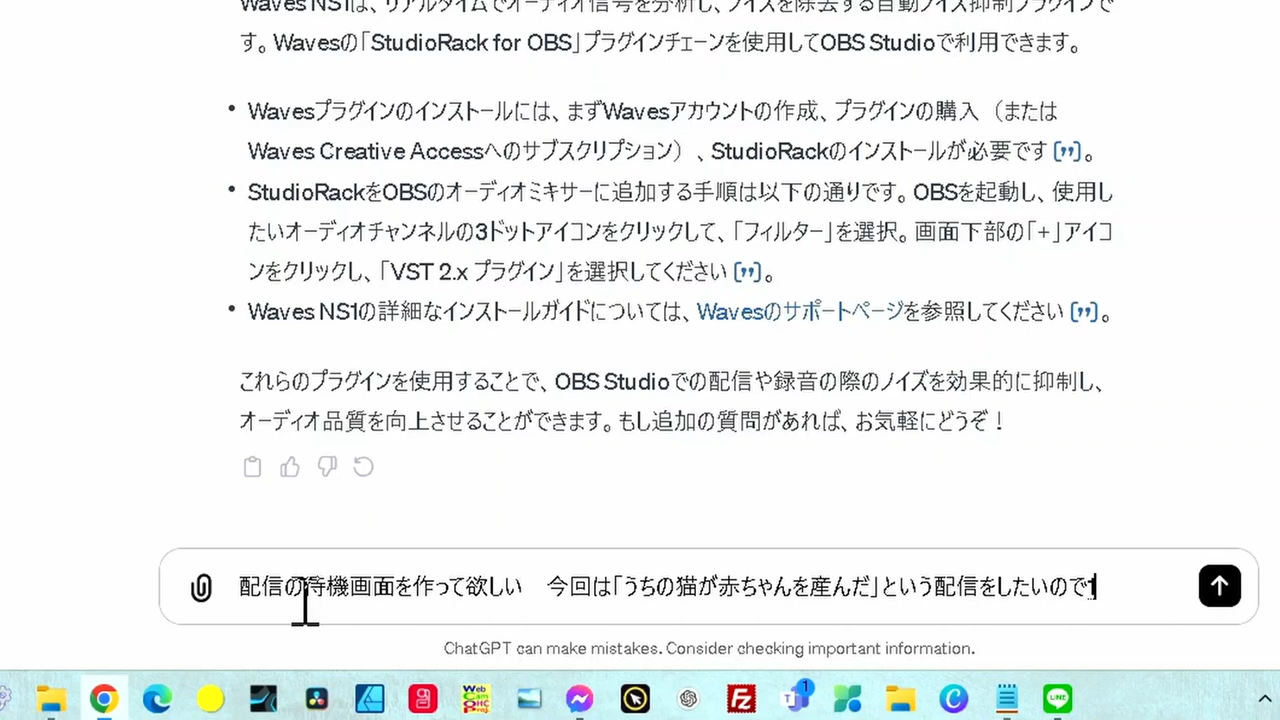 Waves NS1は、リアルタイムでオーディオ信号を分析し、ノイズを除去する自動ノイズ抑制プラグインで
す。Wavesの「StudioRack for OBS」プラグインチェーンを使用してOBS Studioで利用できます。
• Wavesプラグインのインストールには、まずWavesアカウントの作成、プラグインの購入（または
Waves Creative Accessへのサブスクリプション）、StudioRackのインストールが必要です 。
• StudioRackをOBSのオーディオミキサーに追加する手順は以下の通りです。OBSを起動し、使用し
たいオーディオチャンネルの3ドットアイコンをクリックして、「フィルター」を選択。画面下部の「+」アイコ
ンをクリックし、「VST 2.x プラグイン」を選択してください 。
• Waves NS1の詳細なインストールガイドについては、Wavesのサポートページを参照してください 。
これらのプラグインを使用することで、OBS Studioでの配信や録音の際のノイズを効果的に抑制し、
オーディオ品質を向上させることができます。もし追加の質問があれば、お気軽にどうぞ！
配信の待機画面を作って欲しい　今回は「うちの猫が赤ちゃんを産んだ」という配信をしたいので1
ChatGPT can make mistakes. Consider checking important information.
Web
Cam
1
FZ
LINE